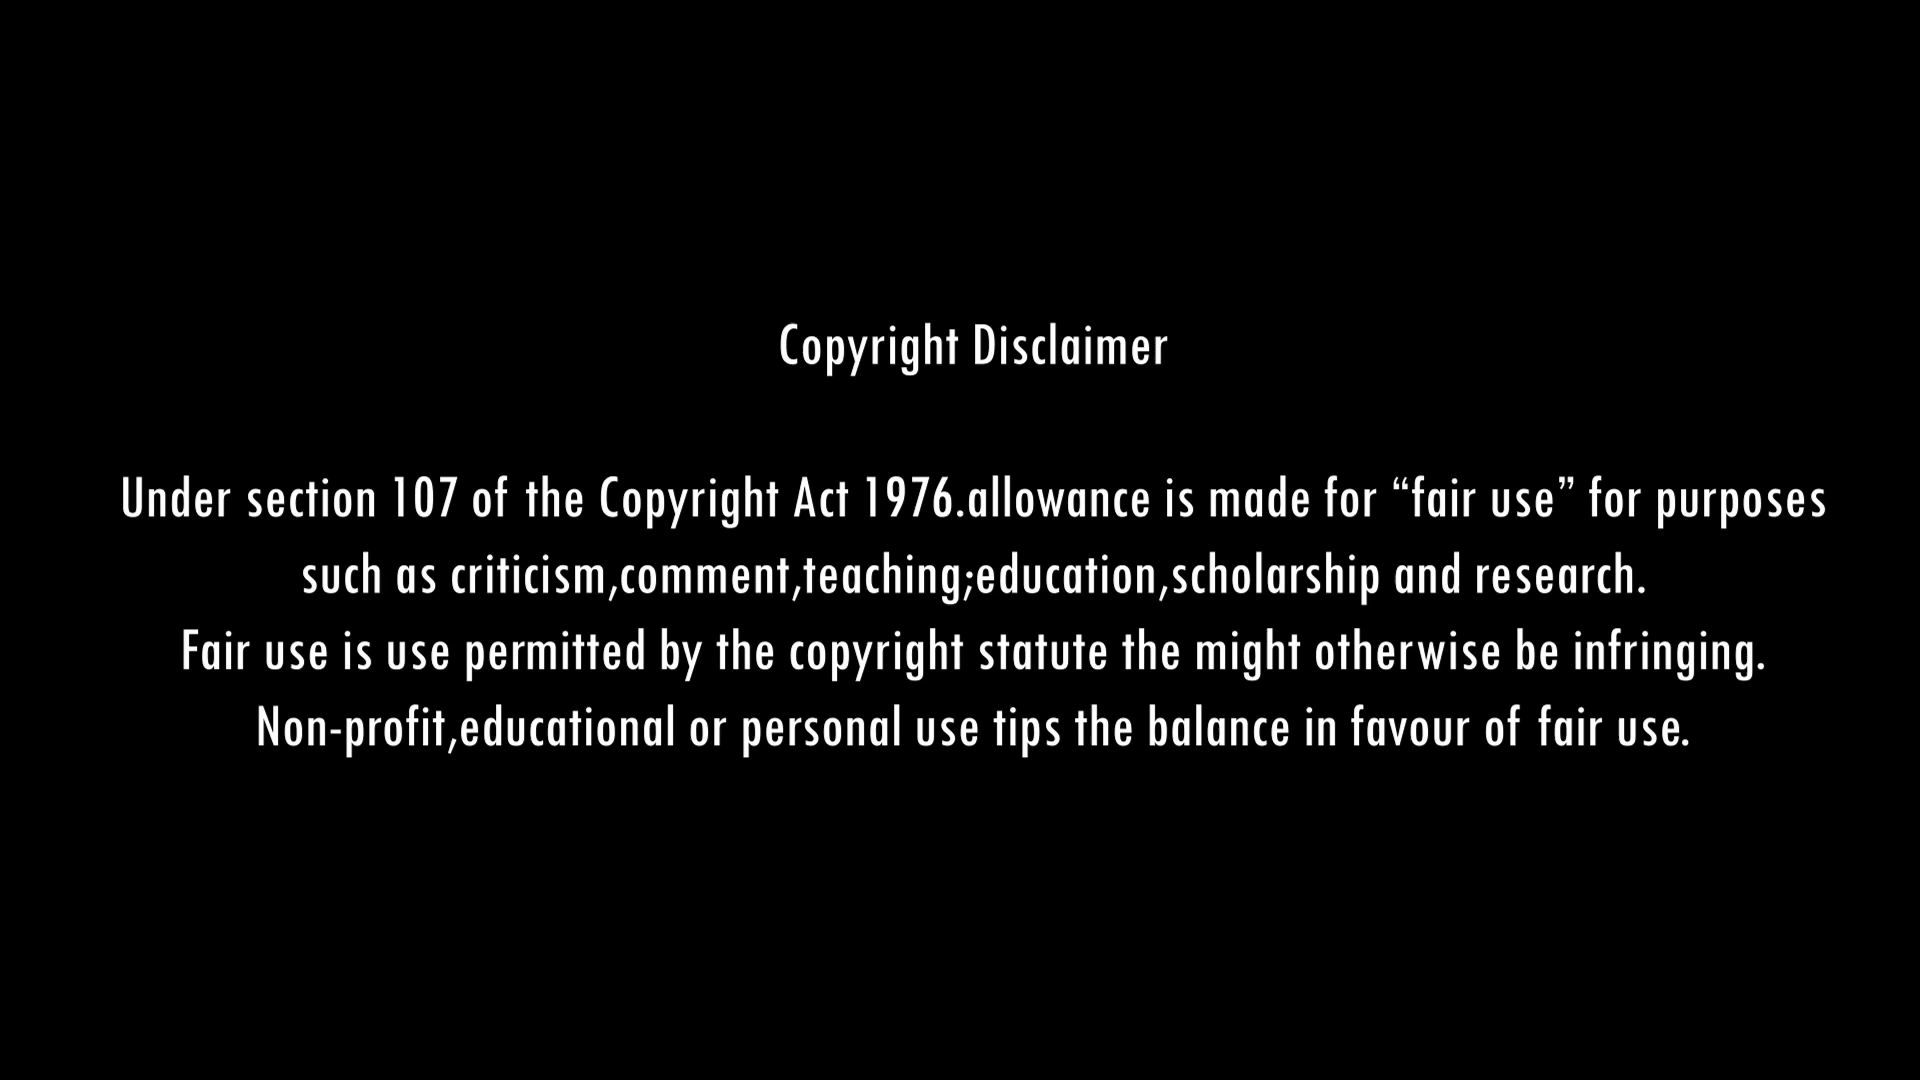 Copyright Disclaimer
Under section 107 of the Copyright Act 1976.allowance is made for “fair use” for purposes
such as criticism,comment,teaching;education,scholarship and research.
Fair use is use permitted by the copyright statute the might otherwise be infringing.
Non-profit,educational or personal use tips the balance in favour of fair use.